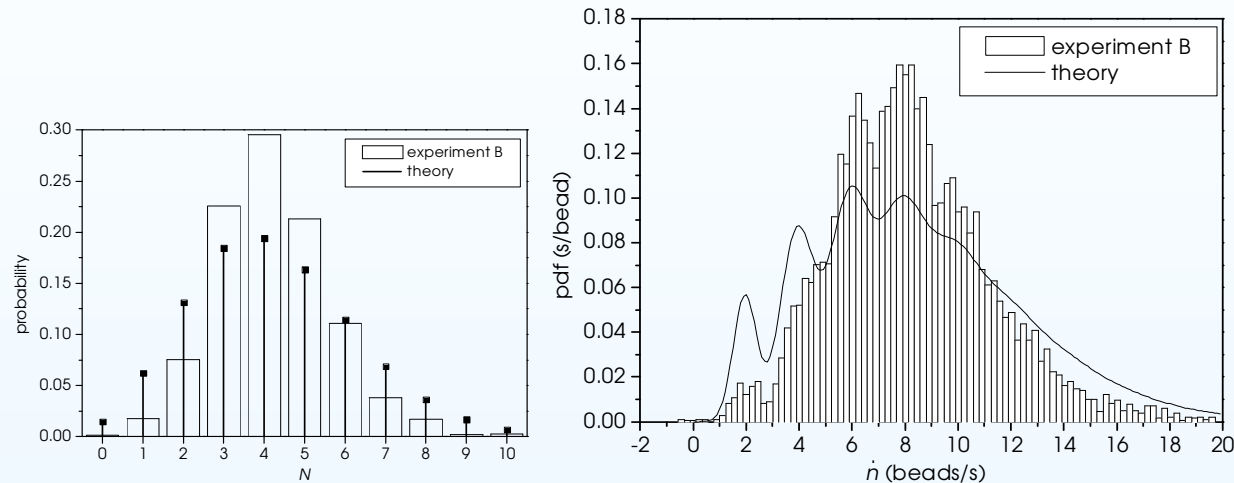 0.30
0.25
0.20
0.15
0.10
0.05
0.00
probability
experiment B
theory
0 1 2 3 4 5 6 7 8 9 10
N
0.18
0.16
0.14
0.12
0.10
0.08
0.06
0.04
0.02
0.00
pdf (s/bead)
experiment B
theory
-2 0 2 4 6 8 10 12 14 16 18 20
ṅ (beads/s)